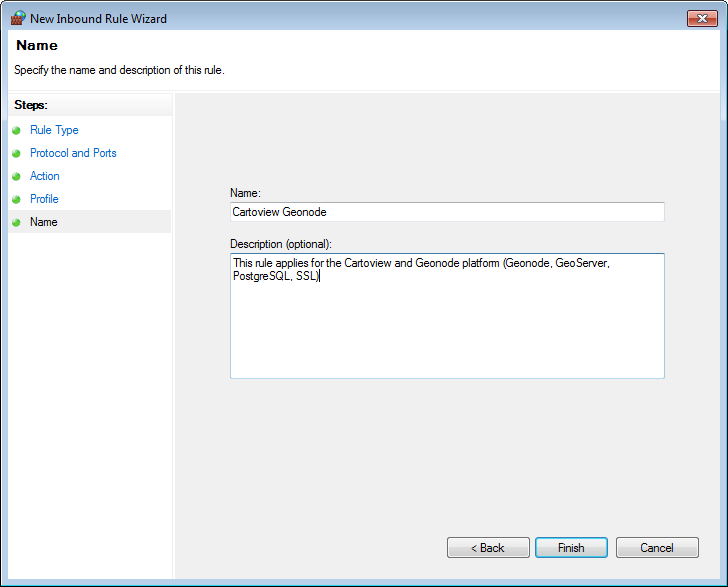 New Inbound Rule Wizard
Name
Specify the name and description of this rule.
Steps:
Rule Type
Protocol and Ports
Action
Profile
Name
Name:
Cartoview Geonode
Description (optional):
This rule applies for the Cartoview and Geonode platform (Geonode, GeoServer,
PostgreSQL, SSL)
< Back
Finish
Cancel